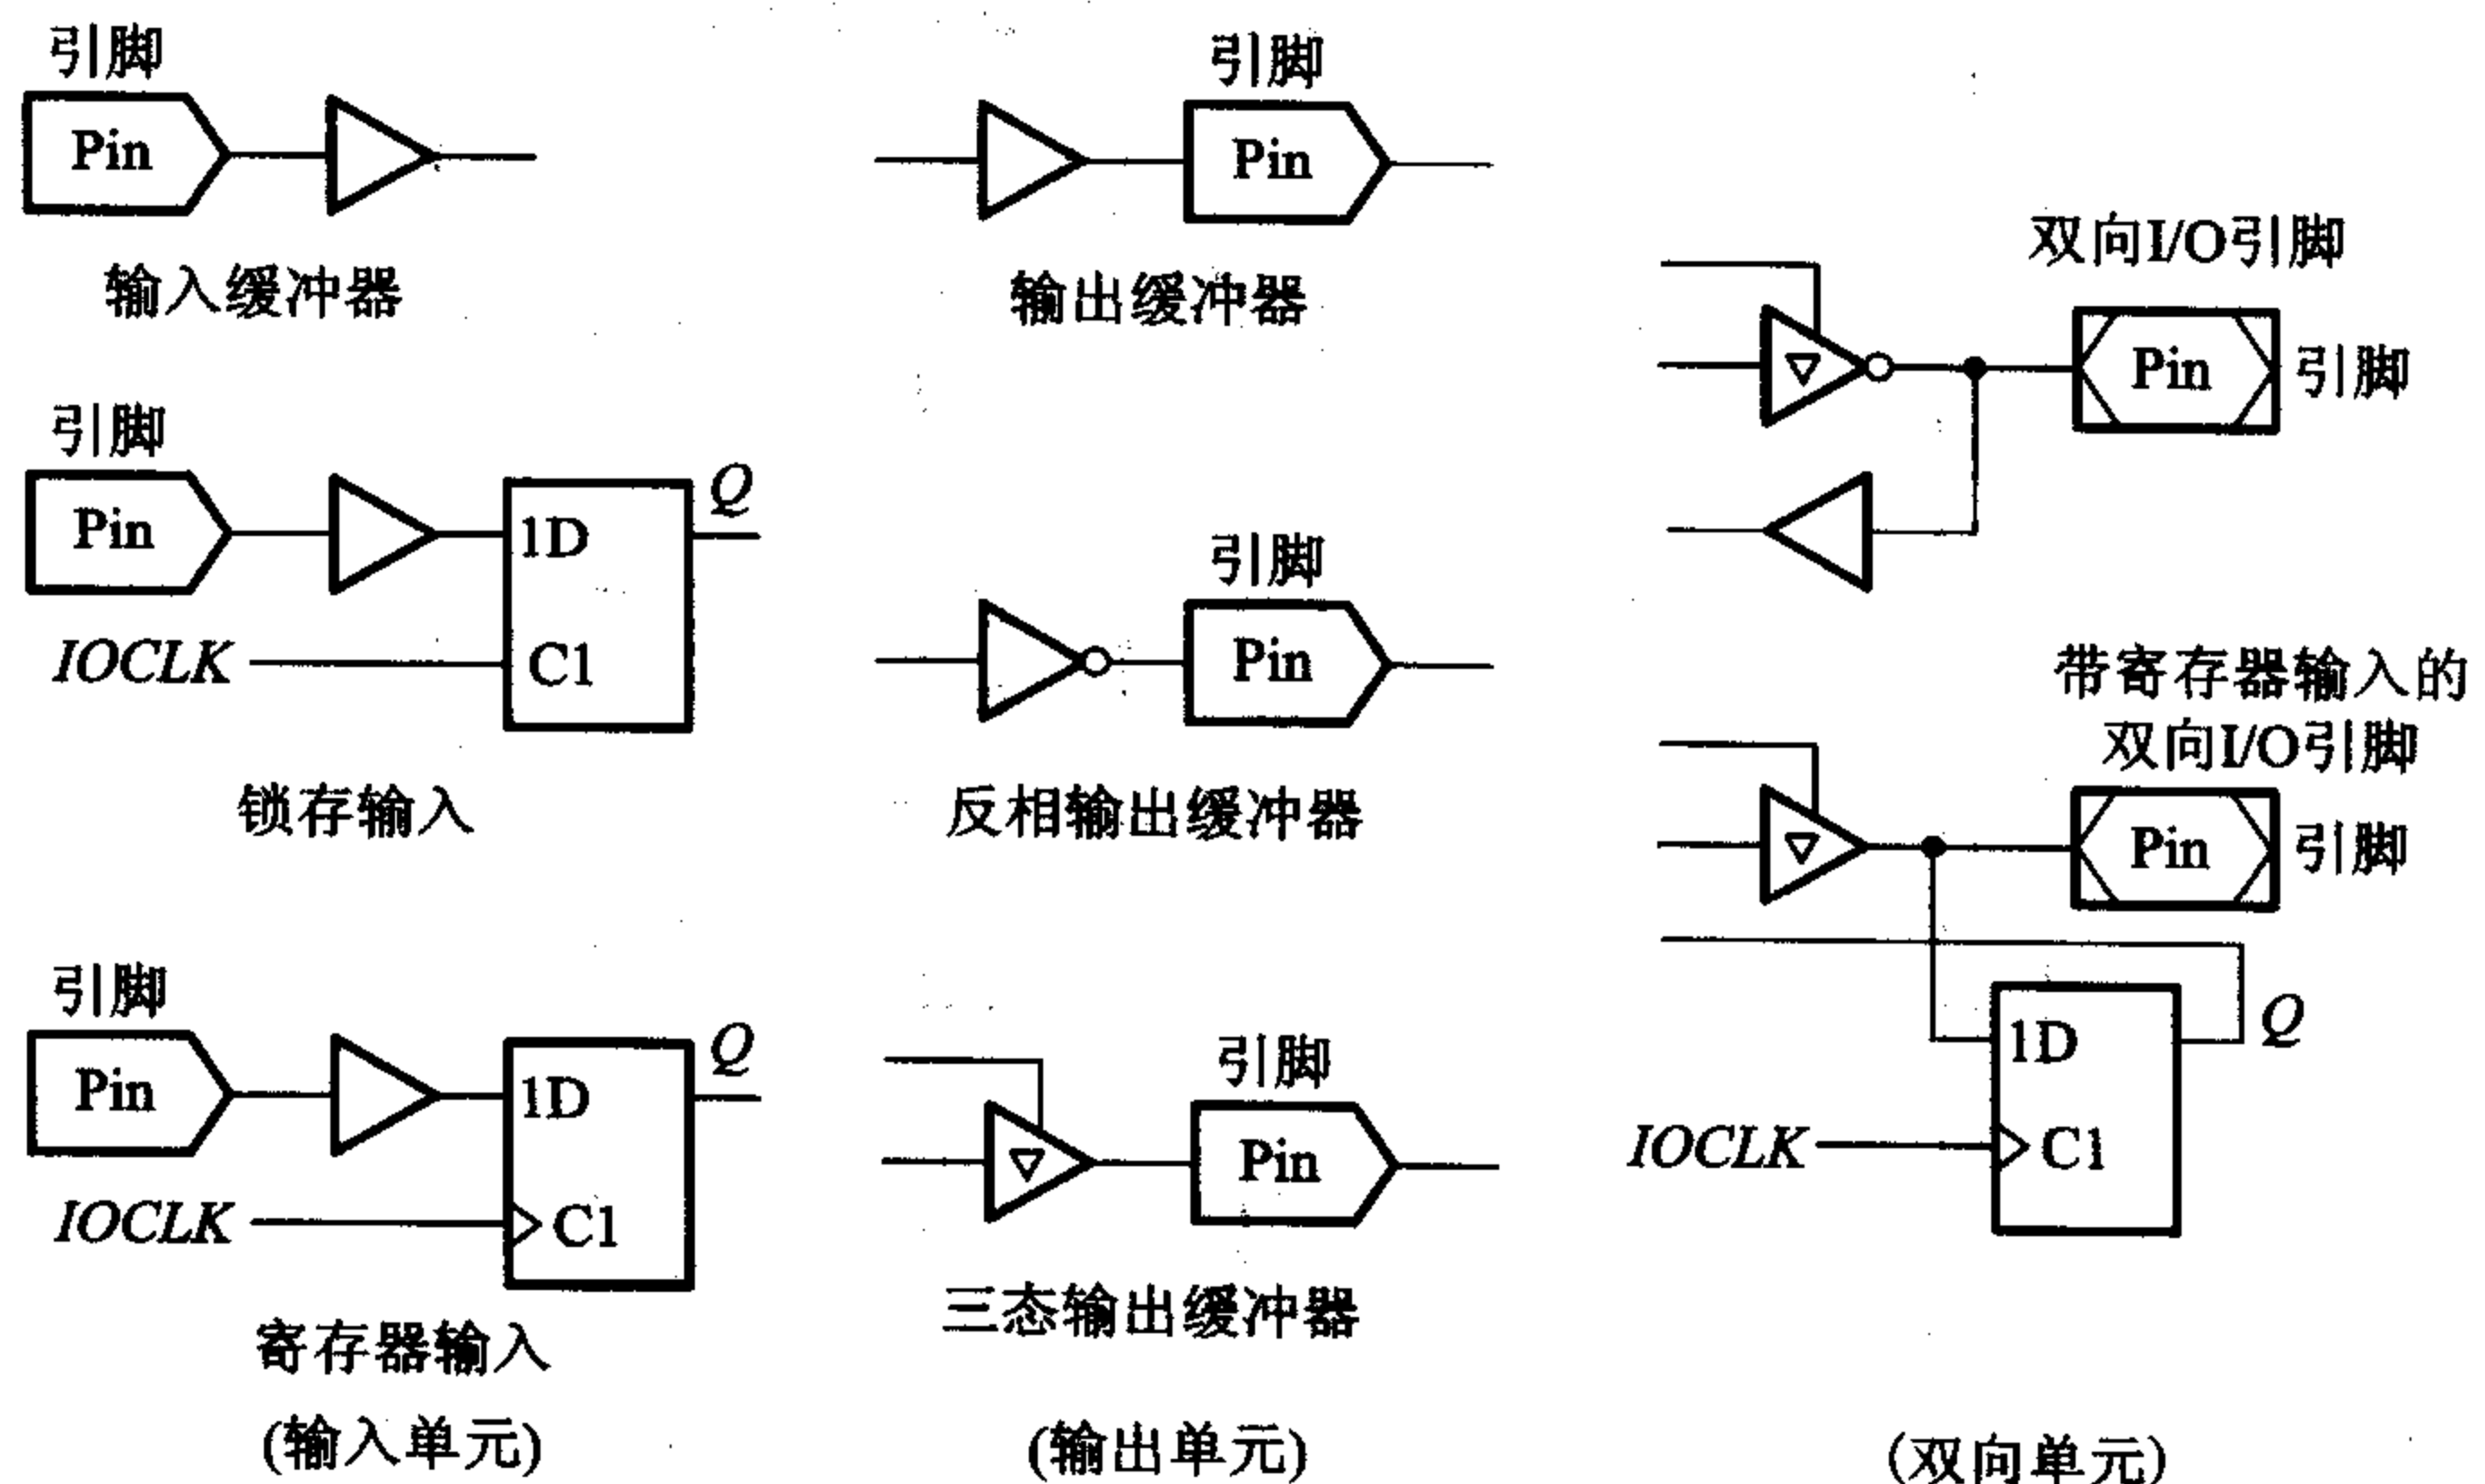 引脚
Pin
输入缓冲器
引脚
Pin
1D
Q
IOCLK
C1
锁存输入
引脚
Pin
1D
Q
IOCLK
C1
寄存器输入
(输入单元)
引脚
Pin
输出缓冲器
引脚
Pin
反相输出缓冲器
引脚
Pin
三态输出缓冲器
(输出单元)
双向I/O引脚
Pin
引脚
带寄存器输入的
双向I/O引脚
Pin
引脚
1D
Q
IOCLK
C1
(双向单元)